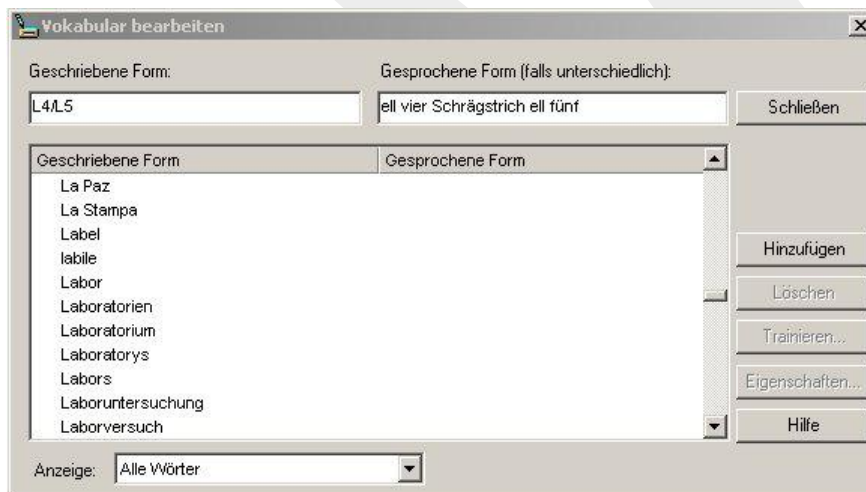 Vokabular bearbeiten
Geschriebene Form: Gesprochene Form (falls unterschiedlich):
L4/L5 ell vier Schrägstrich ell fünf Schließen
Geschriebene Form Gesprochene Form
La Paz
La Stampa
Label
labile Hinzufügen
Labor
Laboratorien Löschen
Laboratorium Trainieren...
Laboratorys
Labors Eigenschaften...
Laboruntersuchung
Laborversuch Hilfe
Anzeige: Alle Wörter